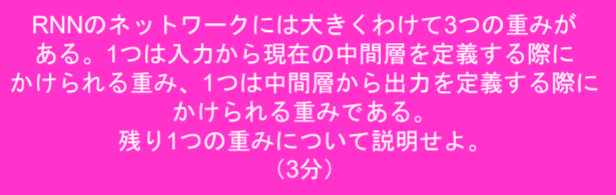 RNNのネットワークには大きくわけて3つの重みが
ある。1つは入力から現在の中間層を定義する際に
かけられる重み、1つは中間層から出力を定義する際に
かけられる重みである。
残り1つの重みについて説明せよ。
（3分）